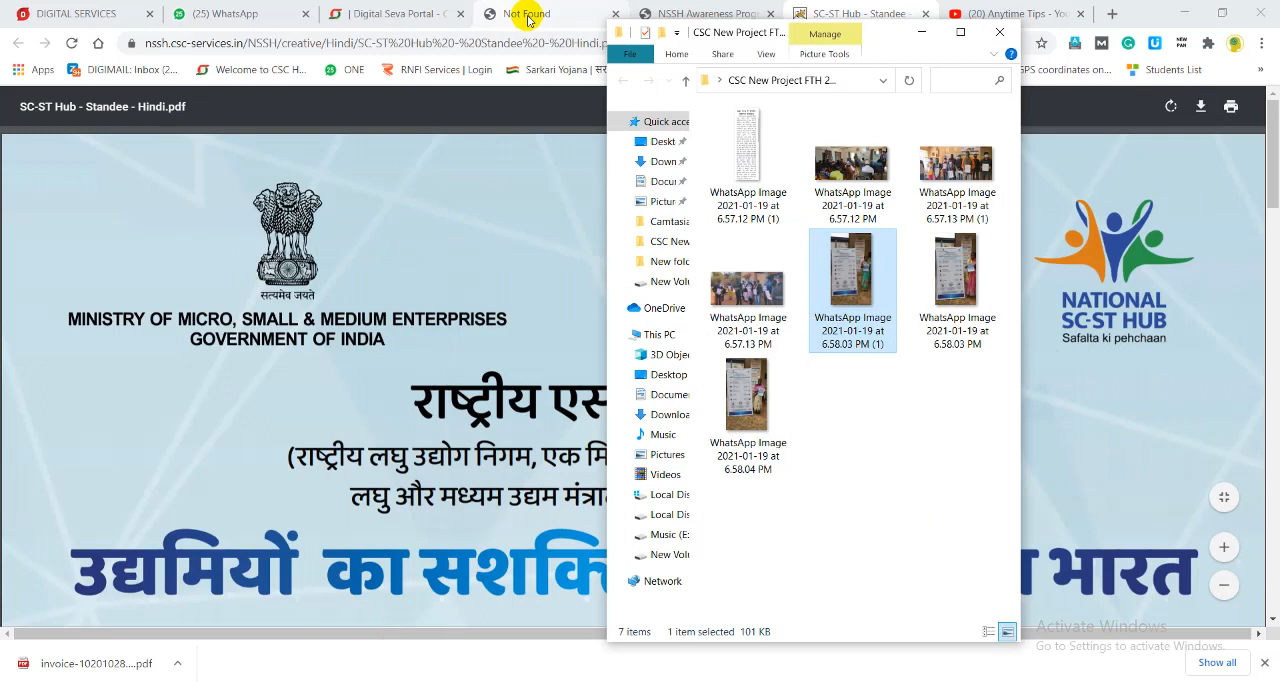 DIGITAL SERVICES
(25) WhatsApp
| Digital Seva Portal - C
Not Found
NSSH Awareness Prog
SC-ST Hub - Standee -
(20) Anytime Tips - You
nssh.cscservices.in/NSSH/creative/Hindi/SC-ST%20Hub%20-%20Standee%20-%20Hindi.p
Apps
DIGIMAIL: Inbox (2...
Welcome to CSC H...
ONE
RNFI Services | Login
Sarkari Yojana | सर
GPS coordinates on...
Students List
SC-ST Hub - Standee - Hindi.pdf
सत्यमेव जयते
MINISTRY OF MICRO, SMALL & MEDIUM ENTERPRISES
GOVERNMENT OF INDIA
NATIONAL
SC-ST HUB
Safalta ki pehchaan
राष्ट्रीय एस
(राष्ट्रीय लघु उद्योग निगम, एक मि
लघु और मध्यम उद्यम मंत्रा
उद्यमियों का सशक्ति
भारत
CSC New Project FT...
Manage
File
Home
Share
View
Picture Tools
CSC New Project FTH 2...
Quick acce
Deskt
Down
Docu
Pictur
Camtasia
CSC New
New fold
New Volu
OneDrive
This PC
3D Objec
Desktop
Documen
Downloa
Music
Pictures
Videos
Local Dis
Local Dis
Music (E:
New Volu
Network
WhatsApp Image
2021-01-19 at
6.57.12 PM (1)
WhatsApp Image
2021-01-19 at
6.57.12 PM
WhatsApp Image
2021-01-19 at
6.57.13 PM (1)
WhatsApp Image
2021-01-19 at
6.57.13 PM
WhatsApp Image
2021-01-19 at
6.58.03 PM (1)
WhatsApp Image
2021-01-19 at
6.58.03 PM
WhatsApp Image
2021-01-19 at
6.58.04 PM
7 items
1 item selected 101 KB
Activate Windows
Go to Settings to activate Windows.
invoice-10201028....pdf
Show all